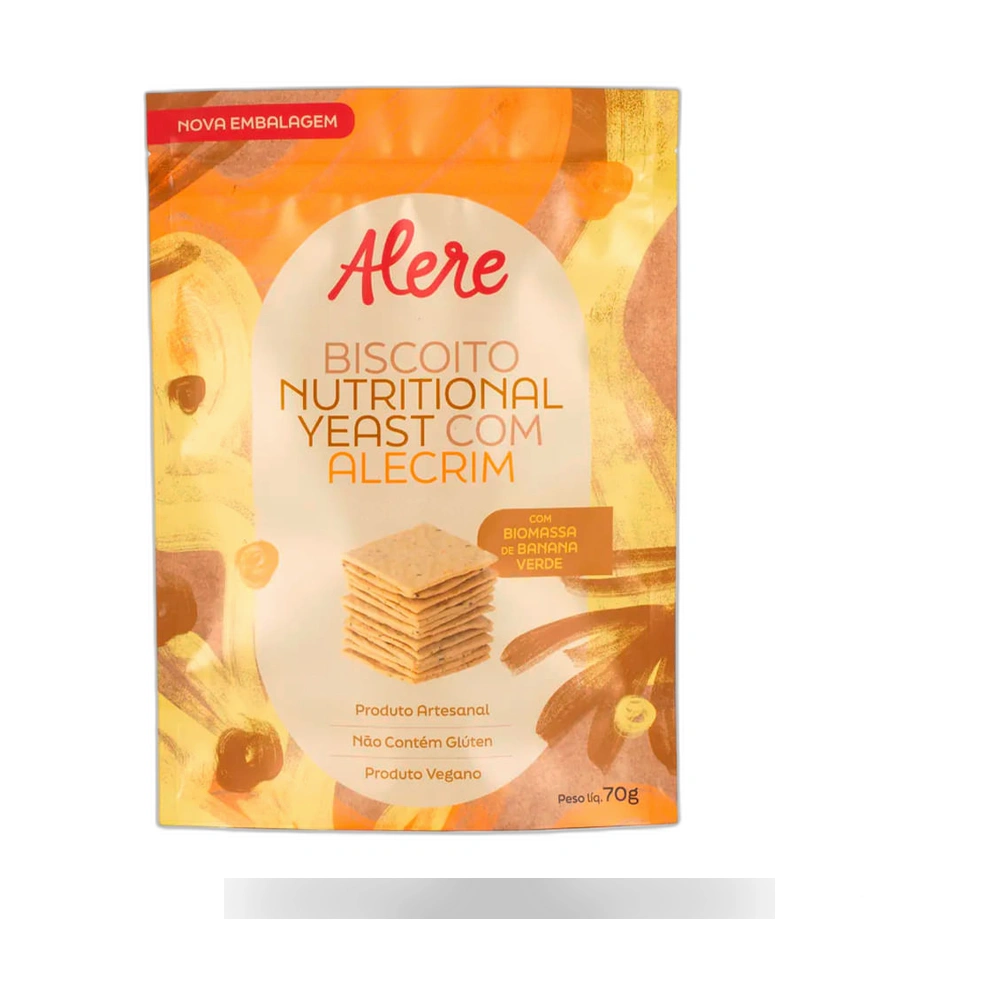 NOVA EMBALAGEM
Alere
BISCOITO
NUTRITIONAL
YEAST COM
ALECRIM
COM
BIOMASSA
DE BANANA
VERDE
Produto Artesanal
Não Contém Glúten
Produto Vegano
Peso líq. 70g